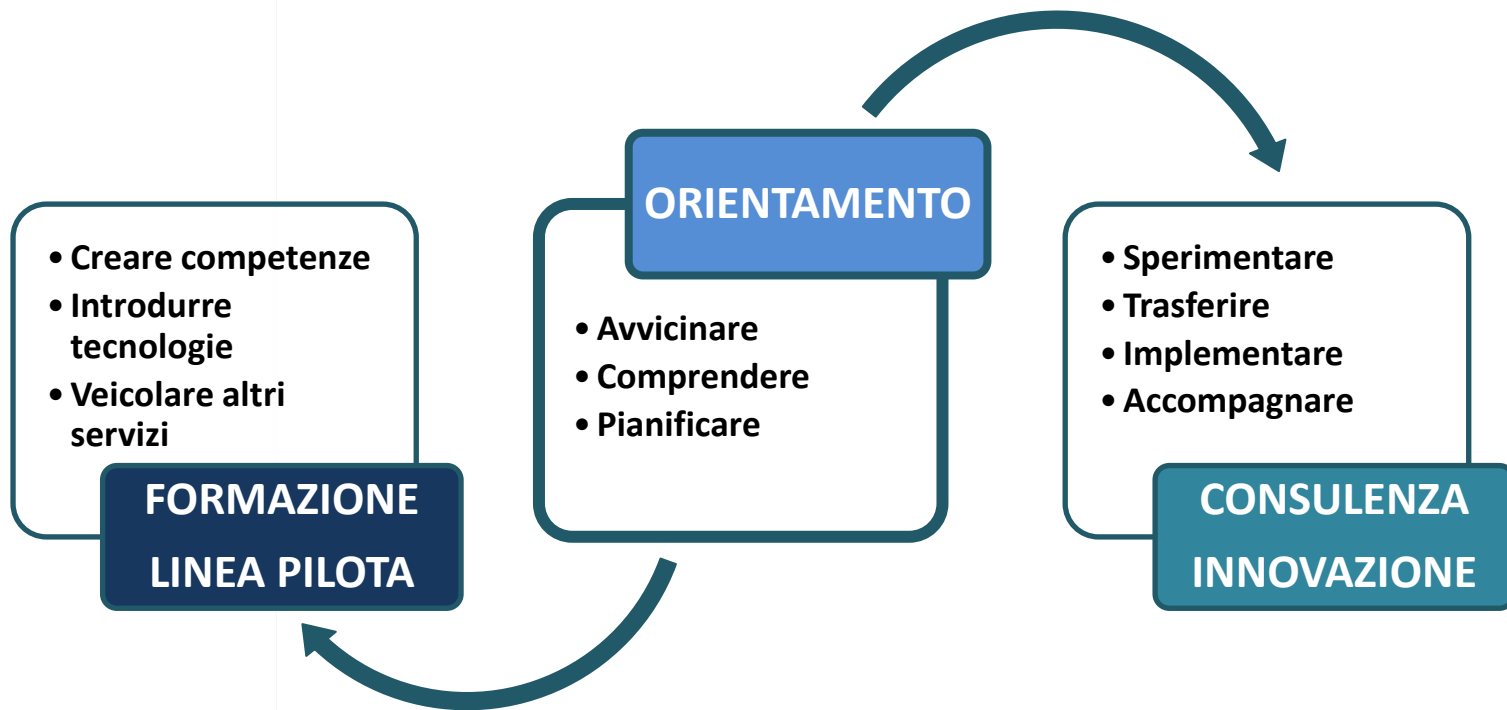 • Creare competenze
• Introdurre
tecnologie
• Veicolare altri
servizi
FORMAZIONE
LINEA PILOTA
ORIENTAMENTO
• Avvicinare
• Comprendere
• Pianificare
• Sperimentare
• Trasferire
• Implementare
• Accompagnare
CONSULENZA
INNOVAZIONE